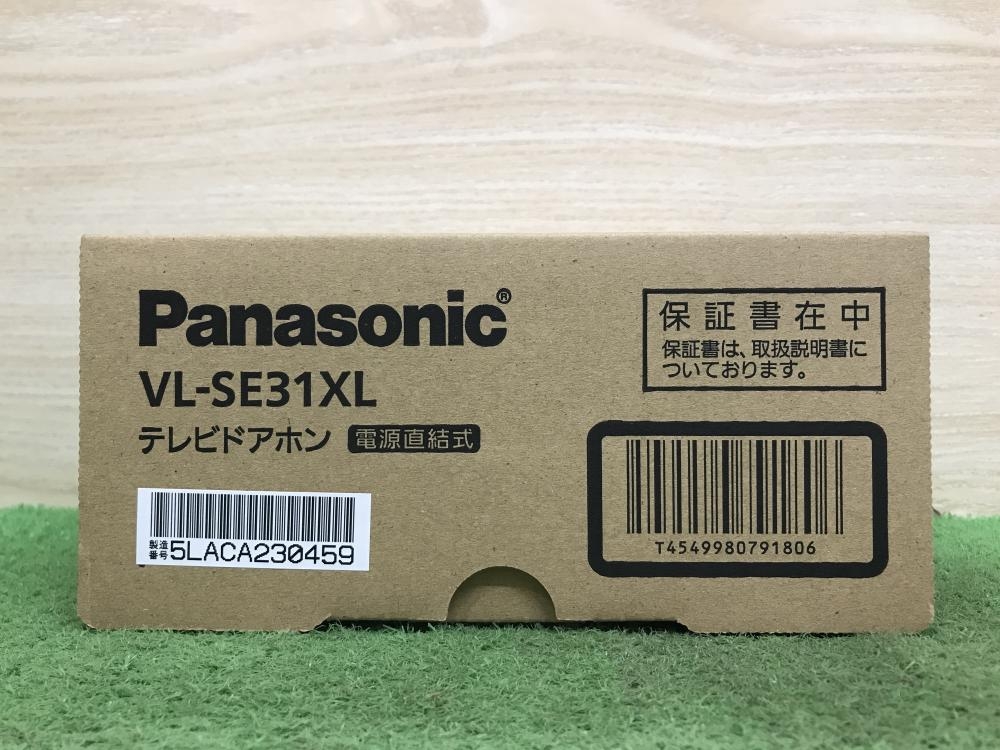 Panasonic®
VL-SE31XL
テレビドアホン 電源直結式
製造番号 5LACA230459
保証書在中
保証書は、取扱説明書に
ついております。
T4549980791806